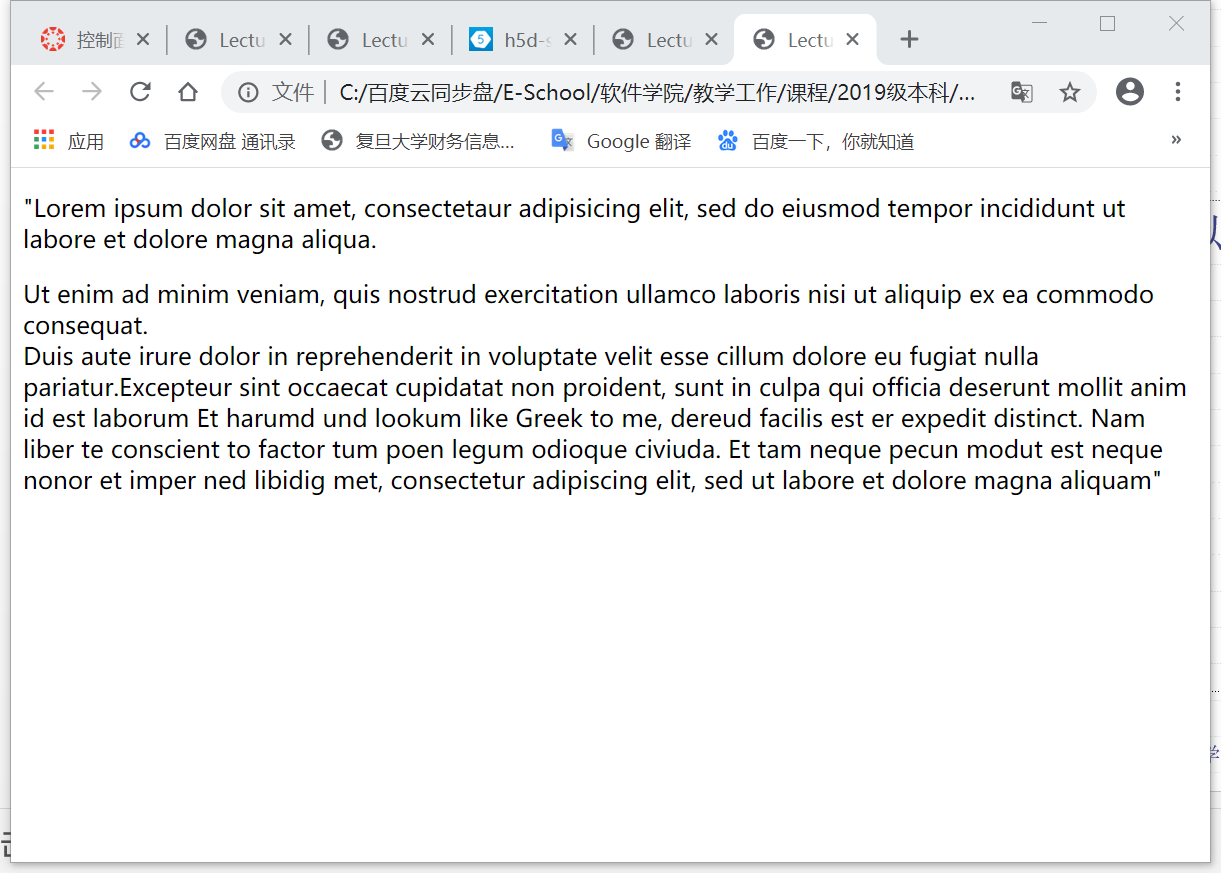 控制面 Lectu Lectu h5d-s Lectu Lectu
文件 C:/百度云同步盘/E-School/软件学院/教学工作/课程/2019级本科/...
应用 百度网盘 通讯录 复旦大学财务信息... Google 翻译 百度一下，你就知道 »
"Lorem ipsum dolor sit amet, consectetaur adipisicing elit, sed do eiusmod tempor incididunt ut
labore et dolore magna aliqua.
Ut enim ad minim veniam, quis nostrud exercitation ullamco laboris nisi ut aliquip ex ea commodo
consequat.
Duis aute irure dolor in reprehenderit in voluptate velit esse cillum dolore eu fugiat nulla
pariatur.Excepteur sint occaecat cupidatat non proident, sunt in culpa qui officia deserunt mollit anim
id est laborum Et harumd und lookum like Greek to me, dereud facilis est er expedit distinct. Nam
liber te conscient to factor tum poen legum odioque civiuda. Et tam neque pecun modut est neque
nonor et imper ned libidig met, consectetur adipiscing elit, sed ut labore et dolore magna aliquam"